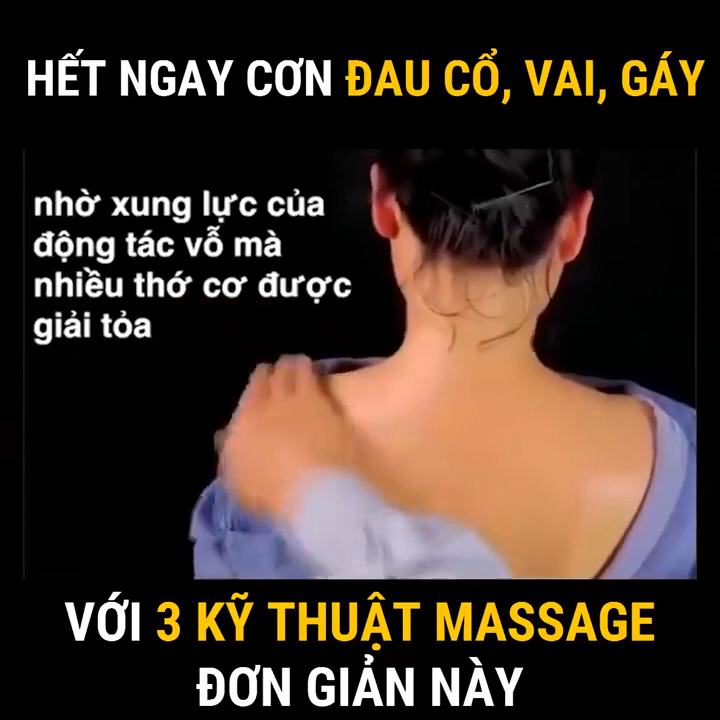 HẾT NGAY CƠN ĐAU CỔ, VAI, GÁY
nhờ xung lực của
động tác vỗ mà
nhiều thớ cơ được
giải tỏa
VỚI 3 KỸ THUẬT MASSAGE
ĐƠN GIẢN NÀY